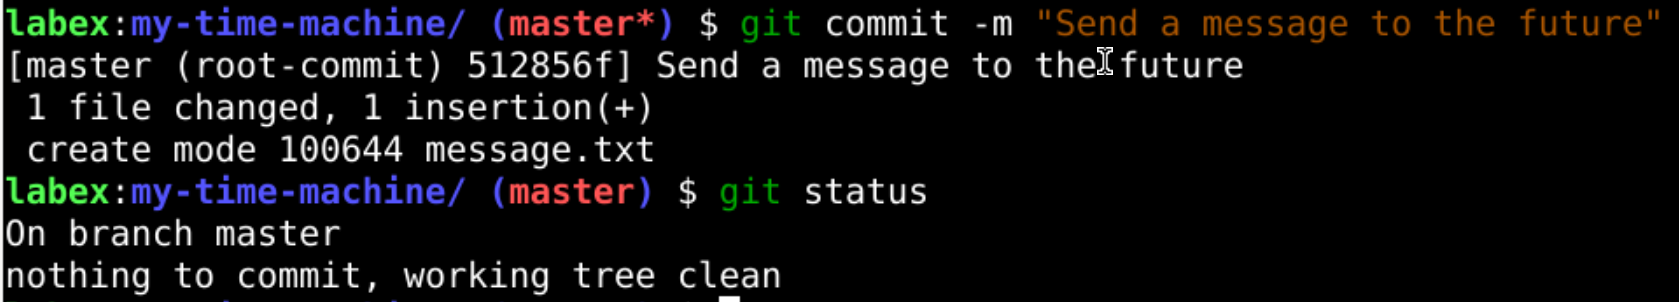 labex:my-time-machine/ (master*) $ git commit -m "Send a message to the future"
[master (root-commit) 512856f] Send a message to the future
 1 file changed, 1 insertion(+)
 create mode 100644 message.txt
labex:my-time-machine/ (master) $ git status
On branch master
nothing to commit, working tree clean